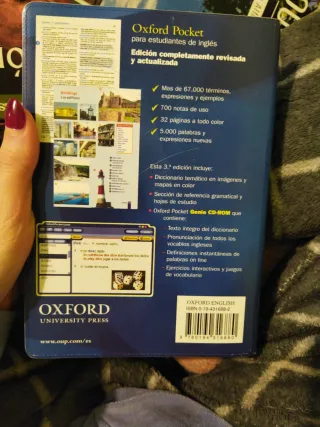 Oxford Pocket
para estudiantes de inglés
Edición completamente revisada
y actualizada
Mas de 67.000 términos,
expresiones y ejemplos
700 notas de uso
32 páginas a todo color
5.000 palabras y
expresiones nuevas
Esta 3.ª edición incluye:
Diccionario temático en imágenes y
mapas en color
Sección de referencia gramatical y
hojas de estudio
Oxford Pocket Genie CD-ROM que
contiene:
Texto íntegro del diccionario
Pronunciación de todos los
vocablos ingleses
Definiciones instantáneas de
palabras on line
Ejercicios interactivos y juegos
de vocabulario
OXFORD
UNIVERSITY PRESS
www.oup.com/es
OXFORD ENGLISH